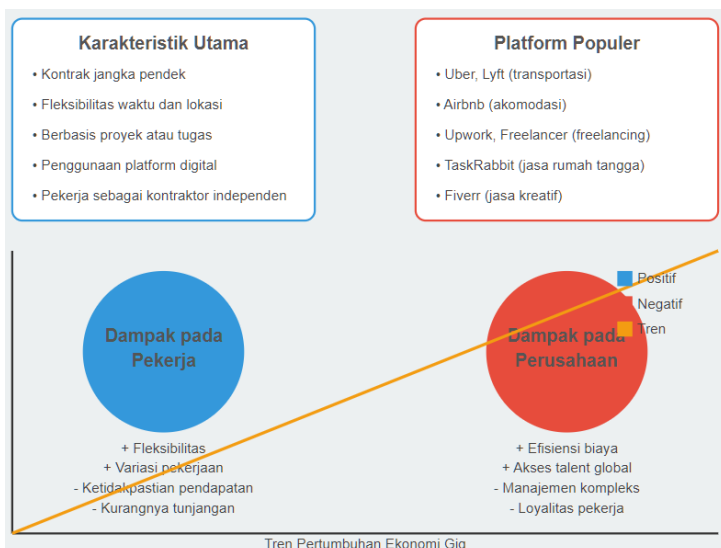 Karakteristik Utama
• Kontrak jangka pendek
• Fleksibilitas waktu dan lokasi
• Berbasis proyek atau tugas
• Penggunaan platform digital
• Pekerja sebagai kontraktor independen
Platform Populer
• Uber, Lyft (transportasi)
• Airbnb (akomodasi)
• Upwork, Freelancer (freelancing)
• TaskRabbit (jasa rumah tangga)
• Fiverr (jasa kreatif)
Positif
Negatif
Tren
Dampak pada
Pekerja
+ Fleksibilitas
+ Variasi pekerjaan
- Ketidakpastian pendapatan
- Kurangnya tunjangan
Dampak pada
Perusahaan
+ Efisiensi biaya
+ Akses talent global
- Manajemen kompleks
- Loyalitas pekerja
Tren Pertumbuhan Ekonomi Gig